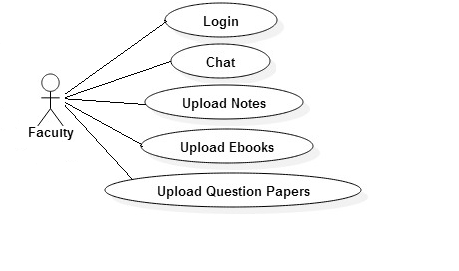 Login
Chat
Upload Notes
Faculty
Upload Ebooks
Upload Question Papers